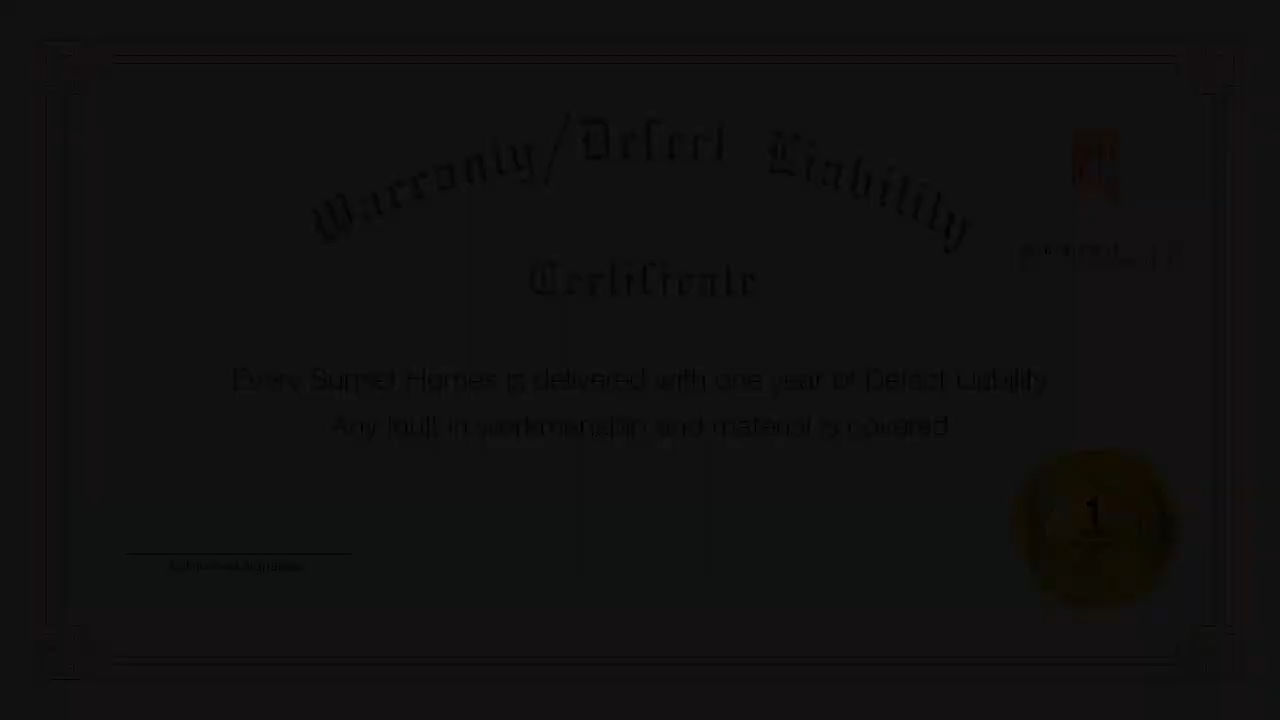 Warranty/Defect Liability
Certificate
Every Sunset Homes is delivered with one year of Defect Liability
Any fault in workmanship and material is covered
1